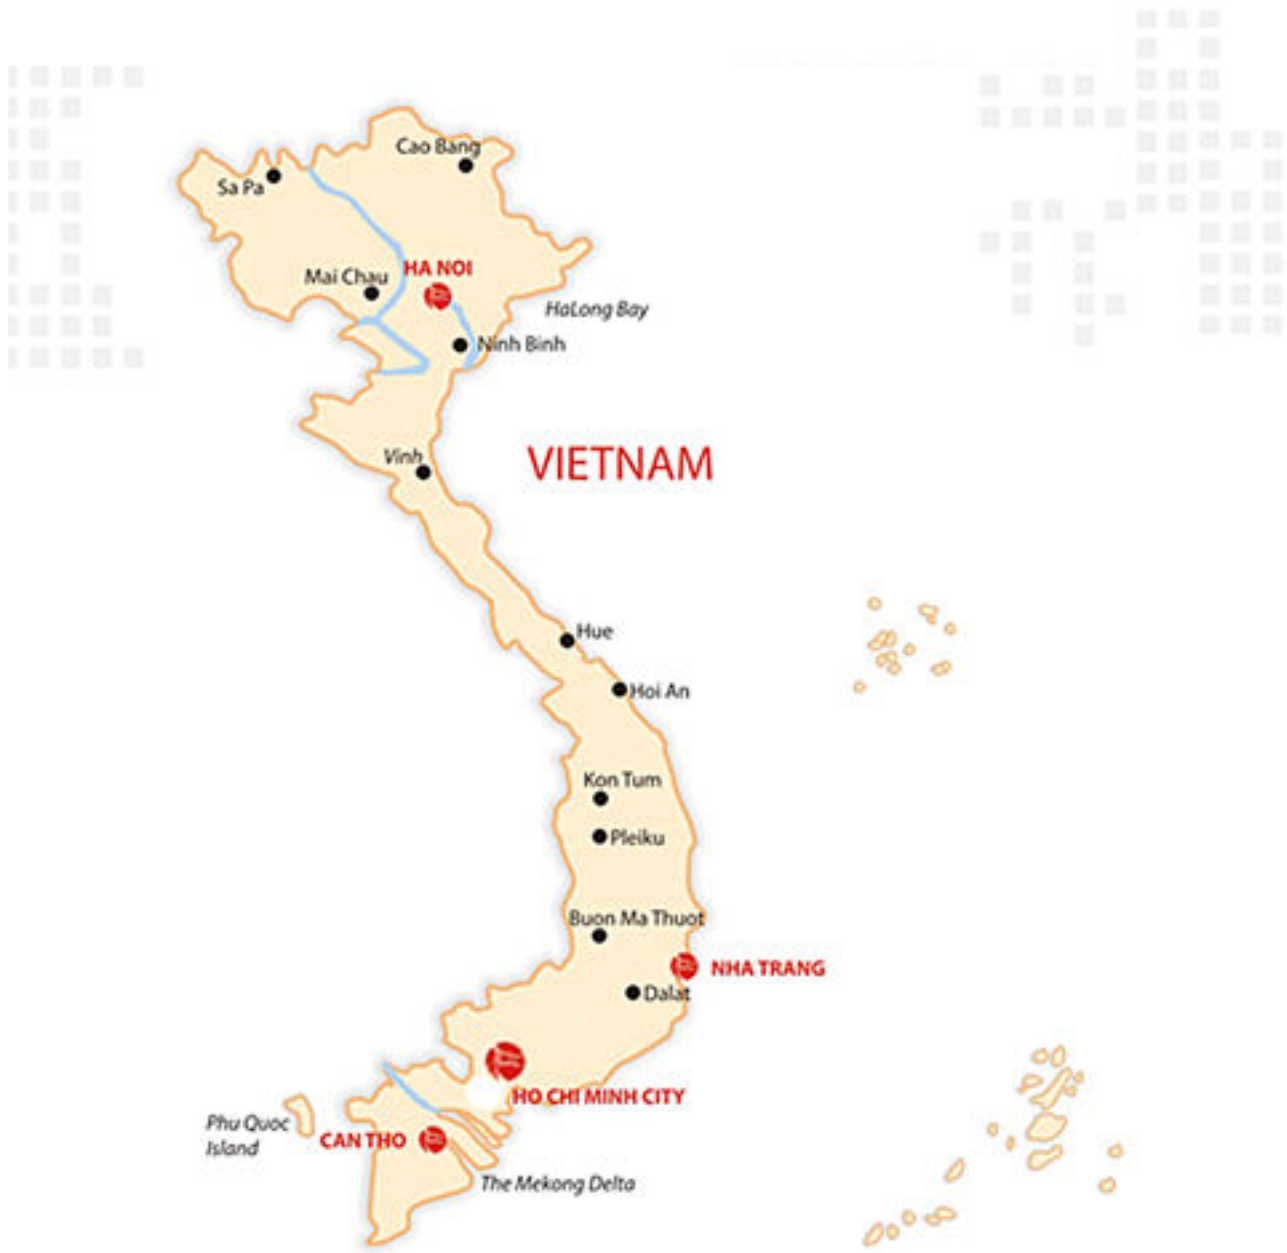 Cao Bang
Sa Pa
HA NOI
Mai Chau
HaLong Bay
Ninh Binh
Vinh
VIETNAM
Hue
Hoi An
Kon Tum
Pleiku
Buon Ma Thuot
NHA TRANG
Dalat
HO CHI MINH CITY
Phu Quoc
Island
CAN THO
The Mekong Delta